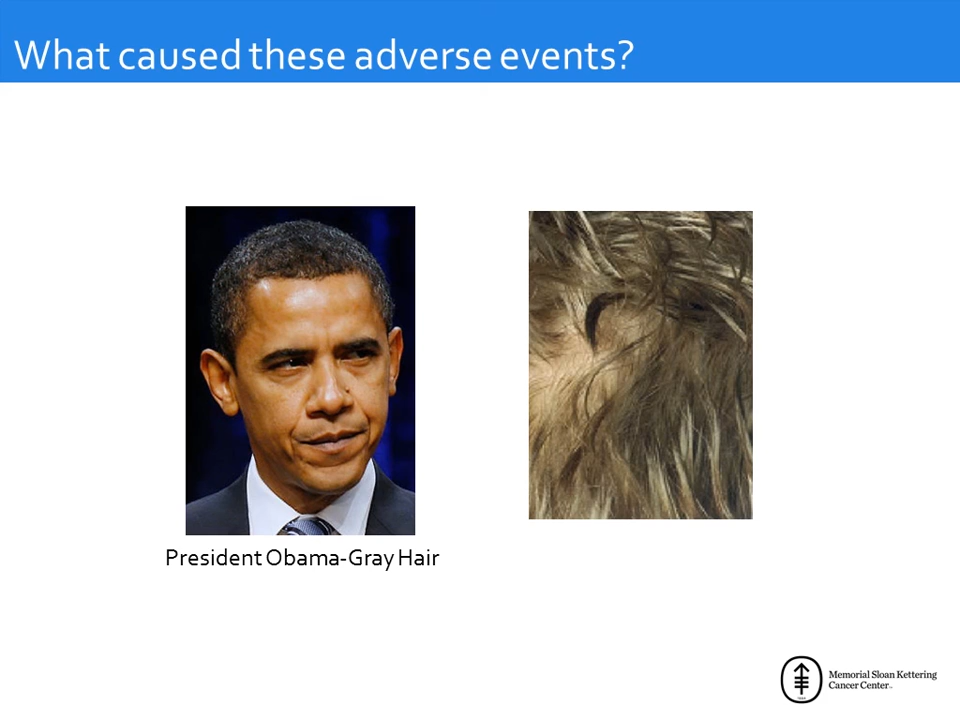 What caused these adverse events?
President Obama-Gray Hair
Memorial Sloan Kettering
Cancer Center